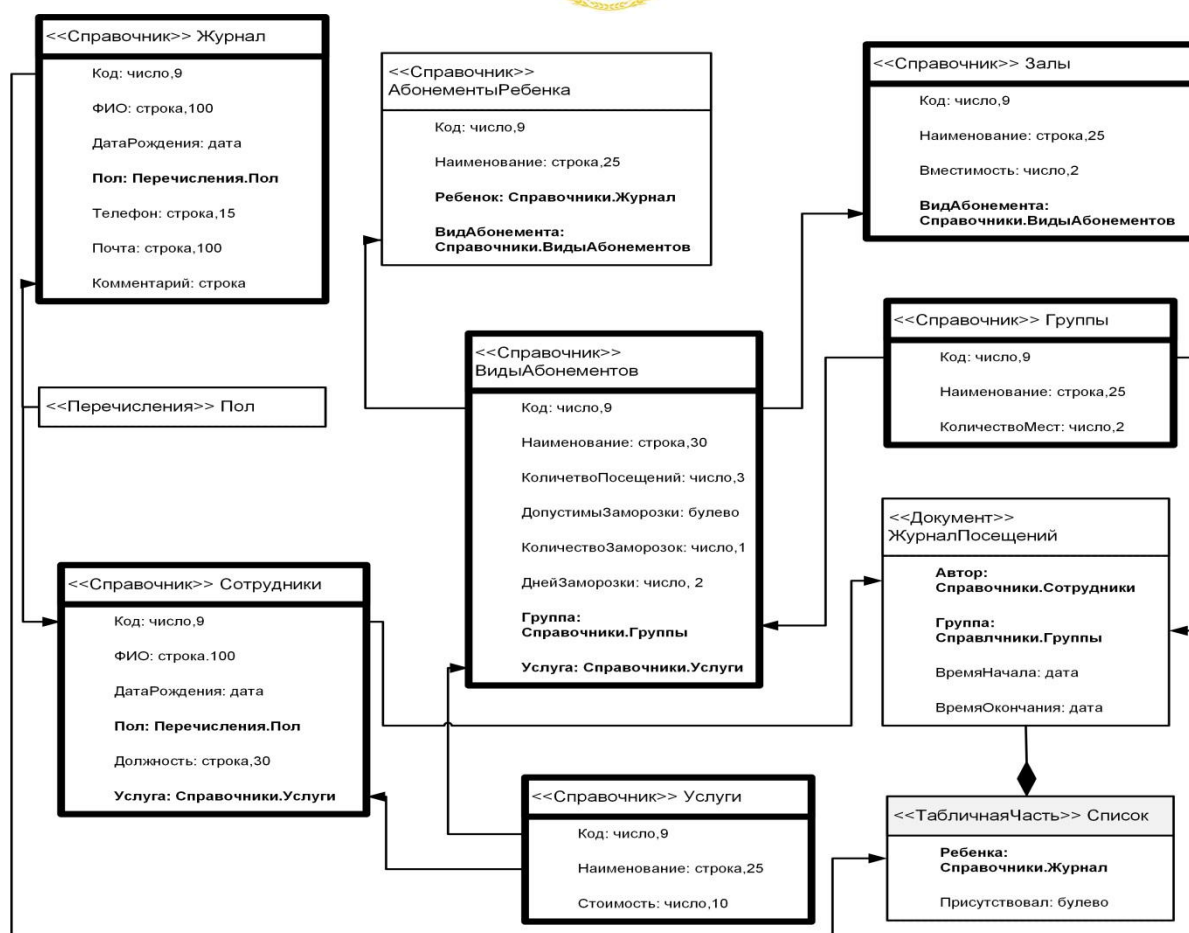 <<Справочник>> Журнал
Код: число,9
ФИО: строка,100
ДатаРождения: дата
Пол: Перечисления.Пол
Телефон: строка,15
Почта: строка,100
Комментарий: строка
<<Справочник>>
АбонементыРебенка
Код: число,9
Наименование: строка,25
Ребенок: Справочники.Журнал
ВидАбонемента:
Справочники.ВидыАбонементов
<<Справочник>> Залы
Код: число,9
Наименование: строка,25
Вместимость: число,2
ВидАбонемента:
Справочники.ВидыАбонементов
<<Перечисления>> Пол
<<Справочник>>
ВидыАбонементов
Код: число,9
Наименование: строка,30
КоличетвоПосещений: число,3
ДопустимыЗаморозки: булево
КоличествоЗаморозок: число,1
ДнейЗаморозки: число, 2
Группа:
Справочники.Группы
Услуга: Справочники.Услуги
<<Справочник>> Группы
Код: число,9
Наименование: строка,25
КоличествоМест: число,2
<<Справочник>> Сотрудники
Код: число,9
ФИО: строка.100
ДатаРождения: дата
Пол: Перечисления.Пол
Должность: строка,30
Услуга: Справочники.Услуги
<<Документ>>
ЖурналПосещений
Автор:
Справочники.Сотрудники
Группа:
Справлчники.Группы
ВремяНачала: дата
ВремяОкончания: дата
<<Справочник>> Услуги
Код: число,9
Наименование: строка,25
Стоимость: число,10
<<ТабличнаяЧасть>> Список
Ребенка:
Справочники.Журнал
Присутствовал: булево